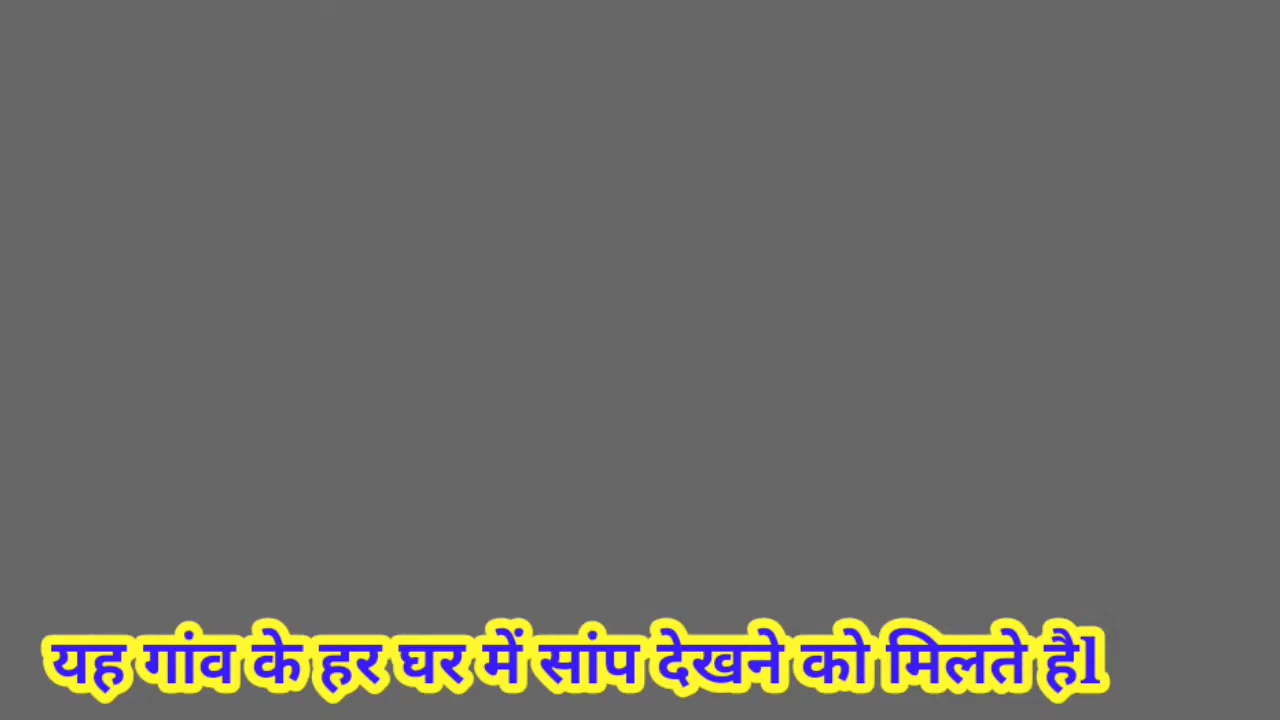 यह गांव के हर घर में सांप देखने को मिलते हैl